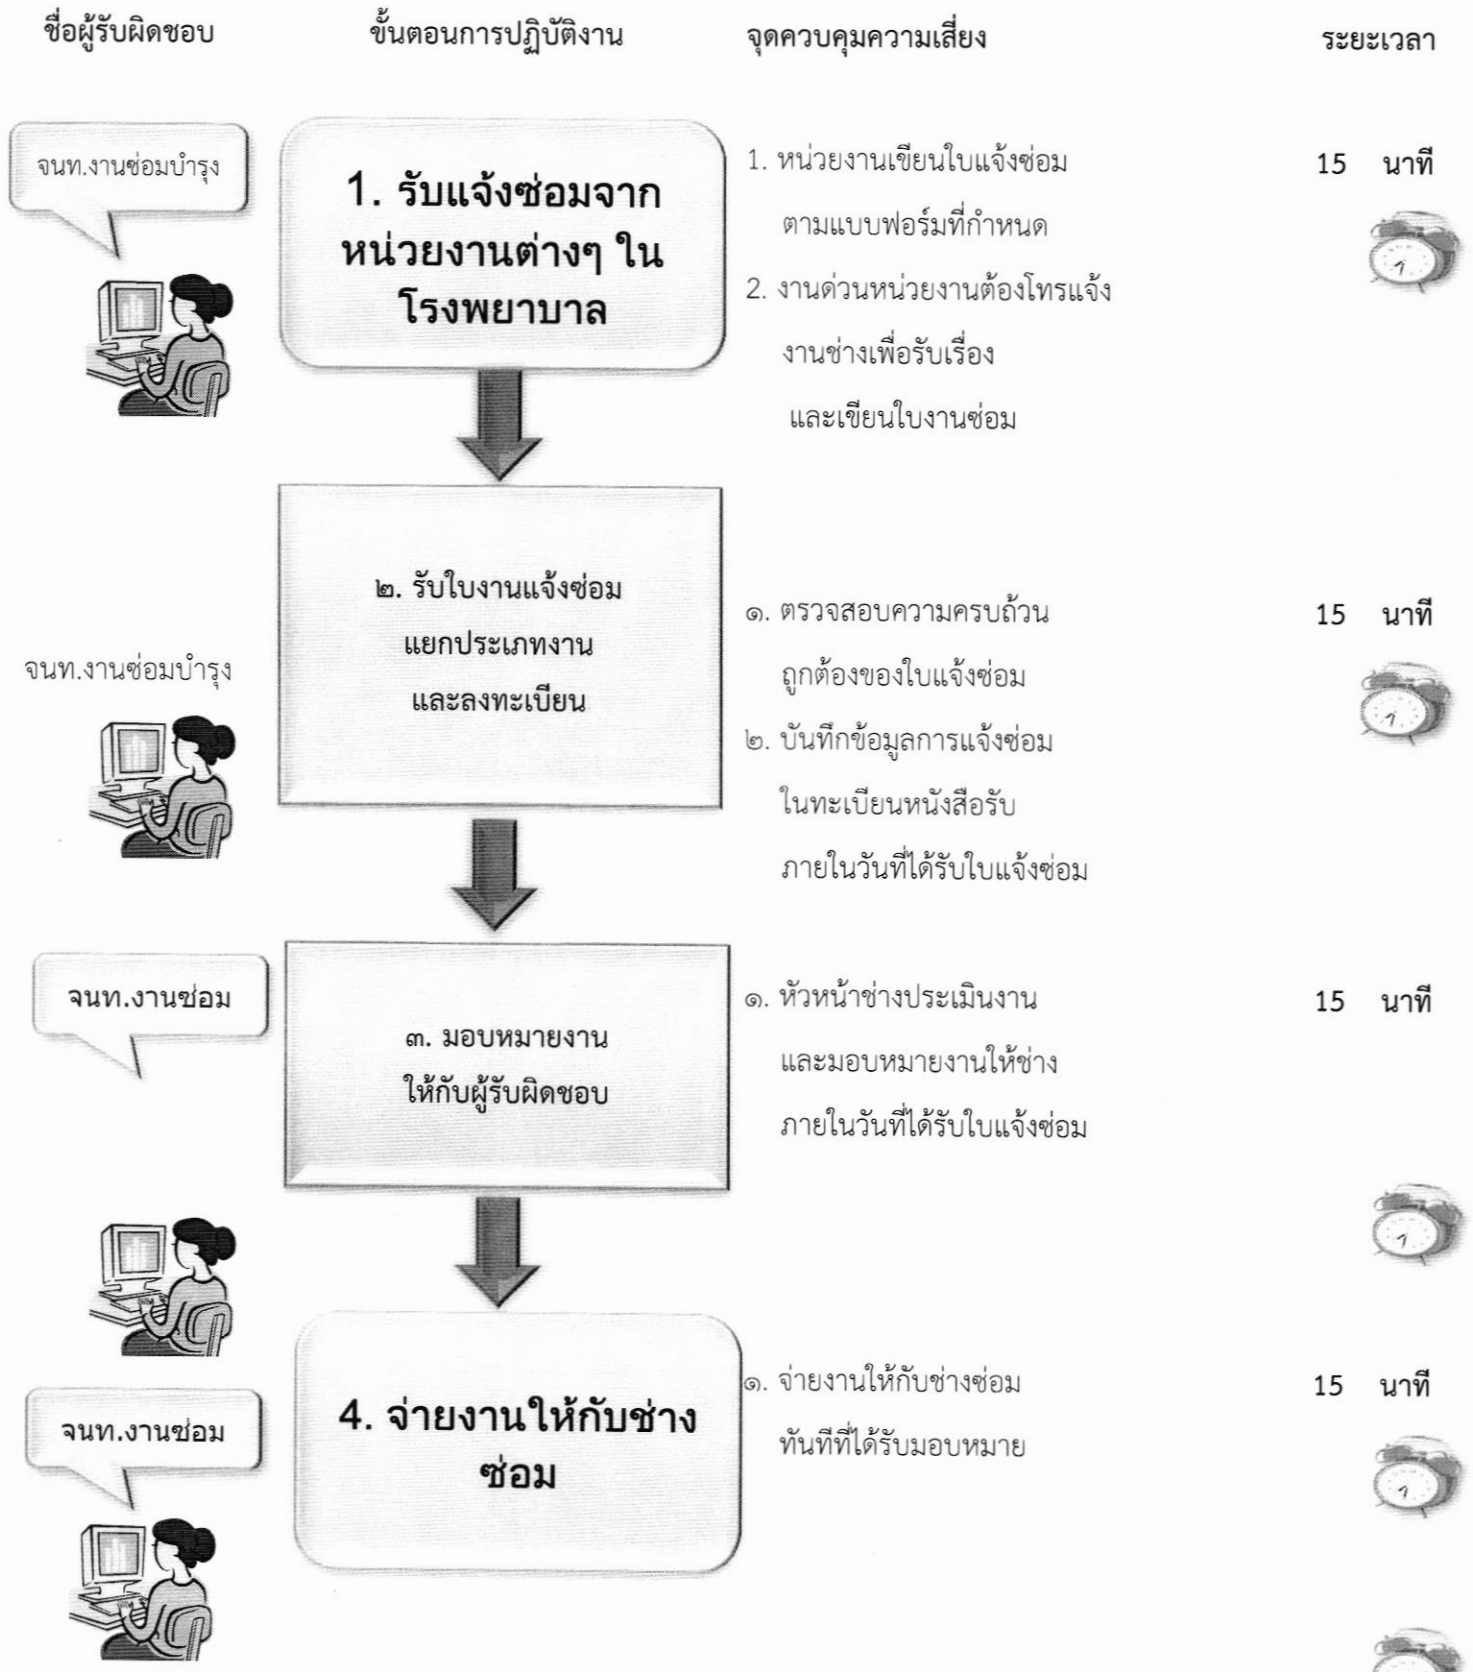 ชื่อผู้รับผิดชอบ ขั้นตอนการปฏิบัติงาน จุดควบคุมความเสี่ยง ระยะเวลา
จนท.งานซ่อมบำรุง
1. รับแจ้งซ่อมจาก
หน่วยงานต่างๆ ใน
โรงพยาบาล
1. หน่วยงานเขียนใบแจ้งซ่อม
ตามแบบฟอร์มที่กำหนด
2. งานด่วนหน่วยงานต้องโทรแจ้ง
งานช่างเพื่อรับเรื่อง
และเขียนใบงานซ่อม
15 นาที
จนท.งานซ่อมบำรุง
๒. รับใบงานแจ้งซ่อม
แยกประเภทงาน
และลงทะเบียน
๑. ตรวจสอบความครบถ้วน
ถูกต้องของใบแจ้งซ่อม
๒. บันทึกข้อมูลการแจ้งซ่อม
ในทะเบียนหนังสือรับ
ภายในวันที่ได้รับใบแจ้งซ่อม
15 นาที
จนท.งานซ่อม
๓. มอบหมายงาน
ให้กับผู้รับผิดชอบ
๑. หัวหน้าช่างประเมินงาน
และมอบหมายงานให้ช่าง
ภายในวันที่ได้รับใบแจ้งซ่อม
15 นาที
จนท.งานซ่อม
4. จ่ายงานให้กับช่าง
ซ่อม
๑. จ่ายงานให้กับช่างซ่อม
ทันทีที่ได้รับมอบหมาย
15 นาที